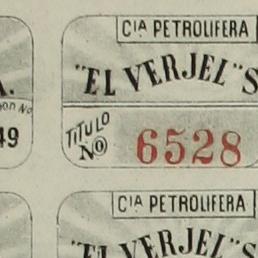 CIA PETROLIFERA
"EL VERJEL" S
TITULO
No 6528
49
CIA PETROLIFERA
"EL VERJEL" S